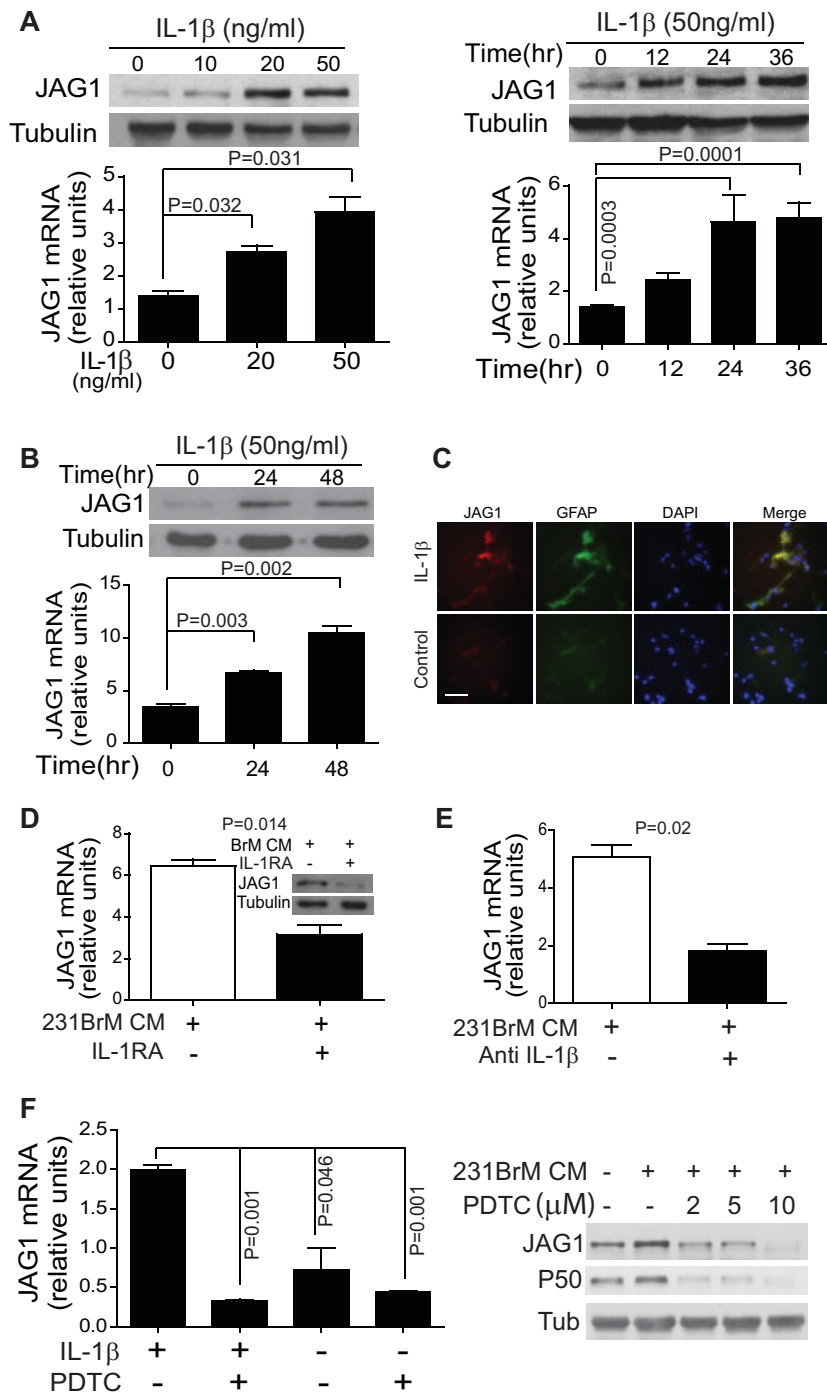 A
IL-1β (ng/ml)
0 10 20 50
JAG1
Tubulin
P=0.031
P=0.032
JAG1 mRNA
(relative units)
5
4
3
2
1
0
IL-1β
(ng/ml)
0 20 50
IL-1β (50ng/ml)
Time(hr) 0 12 24 36
JAG1
Tubulin
P=0.0001
P=0.0003
JAG1 mRNA
(relative units)
6
4
2
0
Time(hr) 0 12 24 36
B
IL-1β (50ng/ml)
Time(hr) 0 24 48
JAG1
Tubulin
P=0.002
P=0.003
JAG1 mRNA
(relative units)
15
10
5
0
Time(hr) 0 24 48
C
JAG1 GFAP DAPI Merge
IL-1β
Control
D
P=0.014
BrM CM + +
IL-1RA - +
JAG1
Tubulin
JAG1 mRNA
(relative units)
8
6
4
2
0
231BrM CM + +
IL-1RA - +
E
P=0.02
JAG1 mRNA
(relative units)
6
4
2
0
231BrM CM + +
Anti IL-1β - +
F
JAG1 mRNA
(relative units)
2.5
2.0
1.5
1.0
0.5
0.0
P=0.001
P=0.046
P=0.001
IL-1β + + - -
PDTC - + - +
231BrM CM - + + + +
PDTC (μM) - - 2 5 10
JAG1
P50
Tub